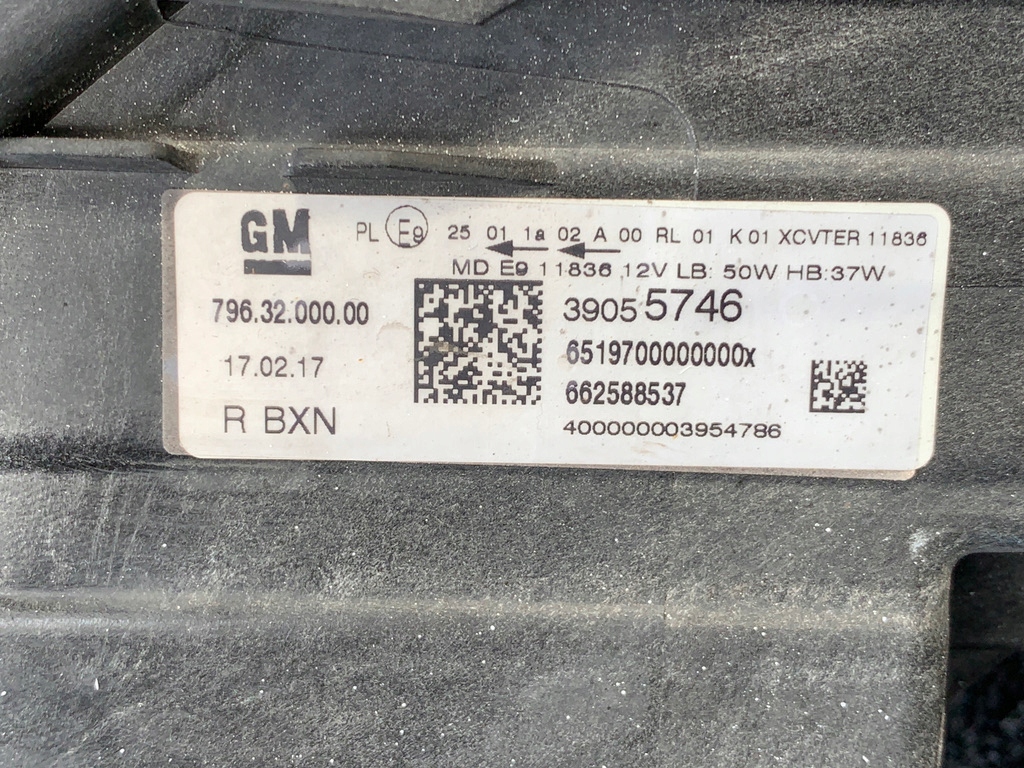 GM
PL E9 25 01 1a 02 A 00 RL 01 K 01 XCVTER 11836
MD E9 11836 12V LB: 50W HB:37W
796.32.000.00
39055746
17.02.17
6519700000000x
662588537
R BXN
400000003954786